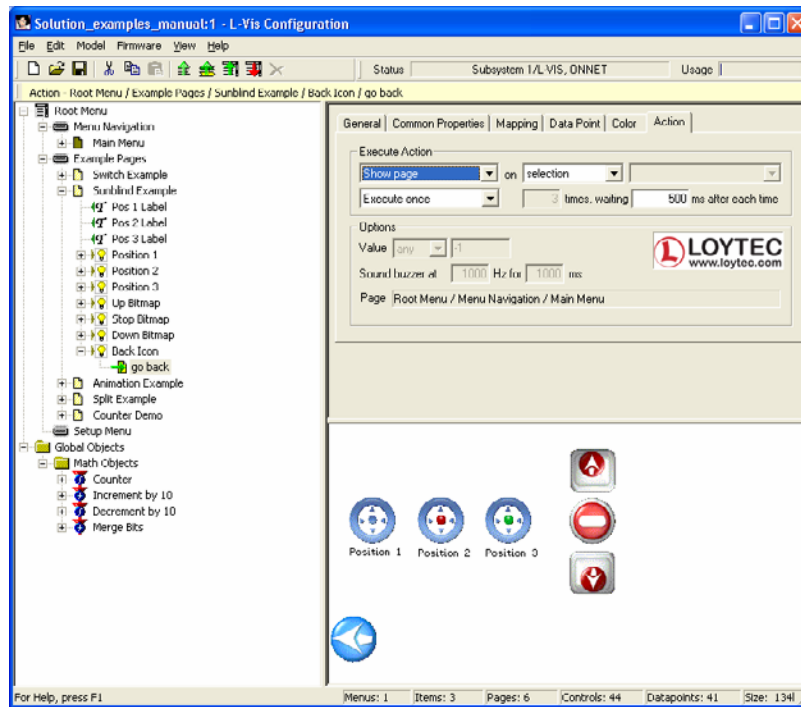 Solution_examples_manual:1 - L-Vis Configuration
File Edit Model Firmware View Help
Status Subsystem 1/L VIS, ONNET Usage
Action - Root Menu / Example Pages / Sunblind Example / Back Icon / go back
Root Menu
Menu Navigation
Main Menu
Example Pages
Switch Example
Sunblind Example
Pos 1 Label
Pos 2 Label
Pos 3 Label
Position 1
Position 2
Position 3
Up Bitmap
Stop Bitmap
Down Bitmap
Back Icon
go back
Animation Example
Split Example
Counter Demo
Setup Menu
Global Objects
Math Objects
Counter
Increment by 10
Decrement by 10
Merge Bits
General Common Properties Mapping Data Point Color Action
Execute Action
Show page on selection
Execute once 3 times, waiting 500 ms after each time
Options
Value any -1
Sound buzzer at 1000 Hz for 1000 ms
Page Root Menu / Menu Navigation / Main Menu
LOYTEC
www.loytec.com
Position 1 Position 2 Position 3
For Help, press F1 Menus: 1 Items: 3 Pages: 6 Controls: 44 Datapoints: 41 Size: 134